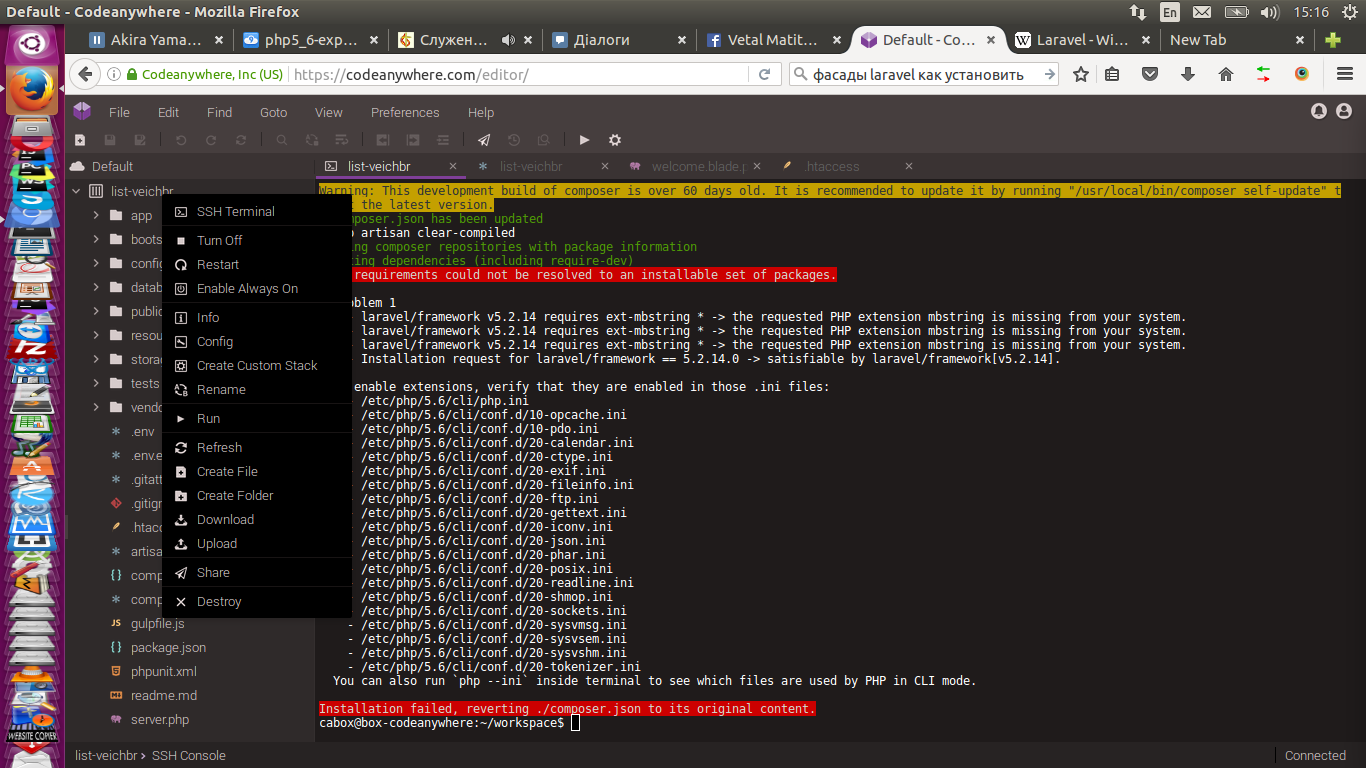 Default - Codeanywhere - Mozilla Firefox
En
15:16
Akira Yama...
php5_6-exp...
Служен...
Діалоги
Vetal Matit...
Default - Co...
Laravel - Wi...
New Tab
Codeanywhere, Inc (US)
https://codeanywhere.com/editor/
фасады laravel как установить
File Edit Find Goto View Preferences Help
Default
list-veichbr
list-veichbr
welcome.blade.p
.htaccess
list-veichbr
app
boots
config
datab
public
resou
storag
tests
vendo
.env
.env.e
.gitatt
.gitign
.htacc
artisa
comp
comp
gulpfile.js
package.json
phpunit.xml
readme.md
server.php
SSH Terminal
Turn Off
Restart
Enable Always On
Info
Config
Create Custom Stack
Rename
Run
Refresh
Create File
Create Folder
Download
Upload
Share
Destroy
Warning: This development build of composer is over 60 days old. It is recommended to update it by running "/usr/local/bin/composer self-update" t
the latest version.
mposer.json has been updated
artisan clear-compiled
ing composer repositories with package information
ing dependencies (including require-dev)
requirements could not be resolved to an installable set of packages.
oblem 1
laravel/framework v5.2.14 requires ext-mbstring * -> the requested PHP extension mbstring is missing from your system.
laravel/framework v5.2.14 requires ext-mbstring * -> the requested PHP extension mbstring is missing from your system.
laravel/framework v5.2.14 requires ext-mbstring * -> the requested PHP extension mbstring is missing from your system.
Installation request for laravel/framework == 5.2.14.0 -> satisfiable by laravel/framework[v5.2.14].
enable extensions, verify that they are enabled in those .ini files:
/etc/php/5.6/cli/php.ini
/etc/php/5.6/cli/conf.d/10-opcache.ini
/etc/php/5.6/cli/conf.d/10-pdo.ini
/etc/php/5.6/cli/conf.d/20-calendar.ini
/etc/php/5.6/cli/conf.d/20-ctype.ini
/etc/php/5.6/cli/conf.d/20-exif.ini
/etc/php/5.6/cli/conf.d/20-fileinfo.ini
/etc/php/5.6/cli/conf.d/20-ftp.ini
/etc/php/5.6/cli/conf.d/20-gettext.ini
/etc/php/5.6/cli/conf.d/20-iconv.ini
/etc/php/5.6/cli/conf.d/20-json.ini
/etc/php/5.6/cli/conf.d/20-phar.ini
/etc/php/5.6/cli/conf.d/20-posix.ini
/etc/php/5.6/cli/conf.d/20-readline.ini
/etc/php/5.6/cli/conf.d/20-shmop.ini
/etc/php/5.6/cli/conf.d/20-sockets.ini
- /etc/php/5.6/cli/conf.d/20-sysvmsg.ini
- /etc/php/5.6/cli/conf.d/20-sysvsem.ini
- /etc/php/5.6/cli/conf.d/20-sysvshm.ini
- /etc/php/5.6/cli/conf.d/20-tokenizer.ini
You can also run `php --ini` inside terminal to see which files are used by PHP in CLI mode.
Installation failed, reverting ./composer.json to its original content.
cabox@box-codeanywhere:~/workspace$
WEBSITE COPIER
list-veichbr › SSH Console
Connected